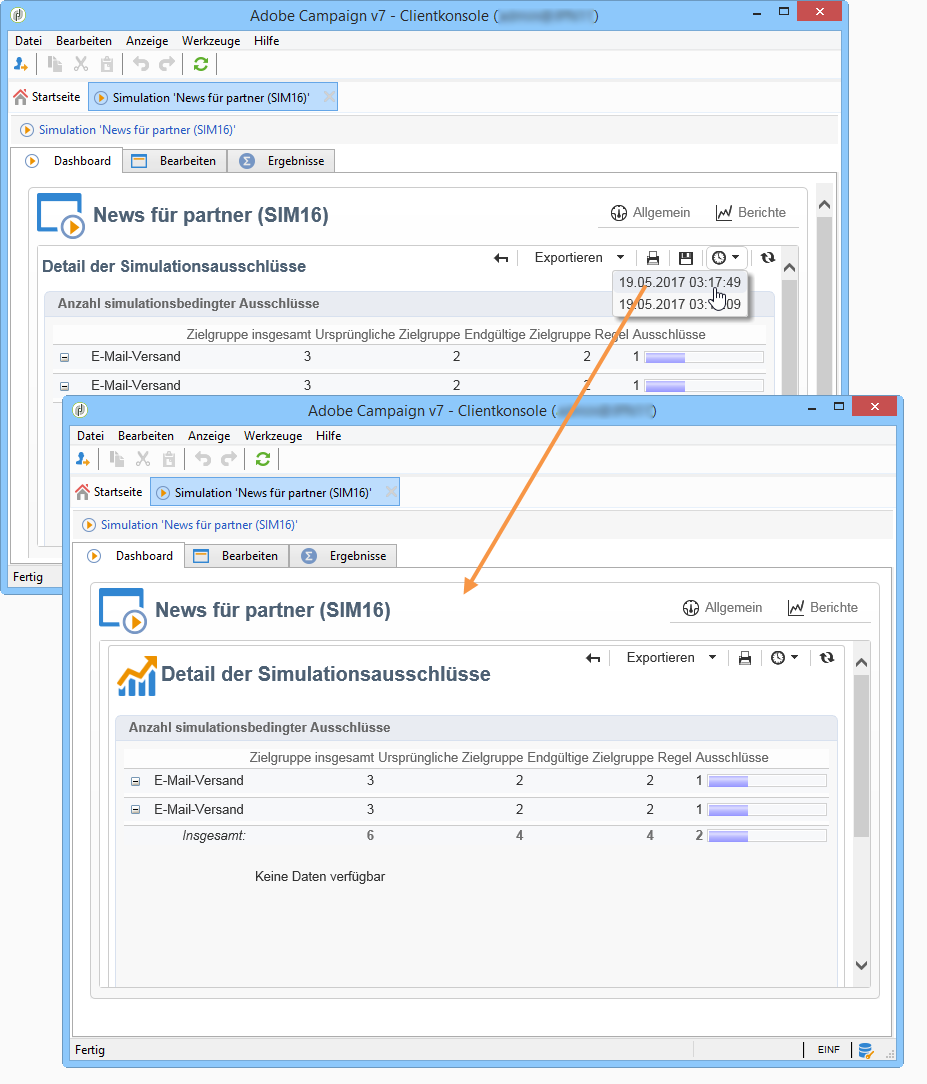 Adobe Campaign v7 - Clientkonsole (
)
Datei Bearbeiten Anzeige Werkzeuge Hilfe
Startseite Simulation 'News für partner (SIM16)'
Simulation 'News für partner (SIM16)'
Dashboard Bearbeiten Ergebnisse
News für partner (SIM16) Allgemein Berichte
Detail der Simulationsausschlüsse Exportieren
19.05.2017 03:17:49
19.05.2017 03:
09
Anzahl simulationsbedingter Ausschlüsse
Zielgruppe insgesamt Ursprüngliche Zielgruppe Endgültige Zielgruppe Regel Ausschlüsse
E-Mail-Versand 3 2 2 1
E-Mail-Versand 3 2 2 1
Fertig
Adobe Campaign v7 - Clientkonsole (
)
Datei Bearbeiten Anzeige Werkzeuge Hilfe
Startseite Simulation 'News für partner (SIM16)'
Simulation 'News für partner (SIM16)'
Dashboard Bearbeiten Ergebnisse
News für partner (SIM16) Allgemein Berichte
Exportieren
Detail der Simulationsausschlüsse
Anzahl simulationsbedingter Ausschlüsse
Zielgruppe insgesamt Ursprüngliche Zielgruppe Endgültige Zielgruppe Regel Ausschlüsse
E-Mail-Versand 3 2 2 1
E-Mail-Versand 3 2 2 1
Insgesamt: 6 4 4 2
Keine Daten verfügbar
Fertig EINF